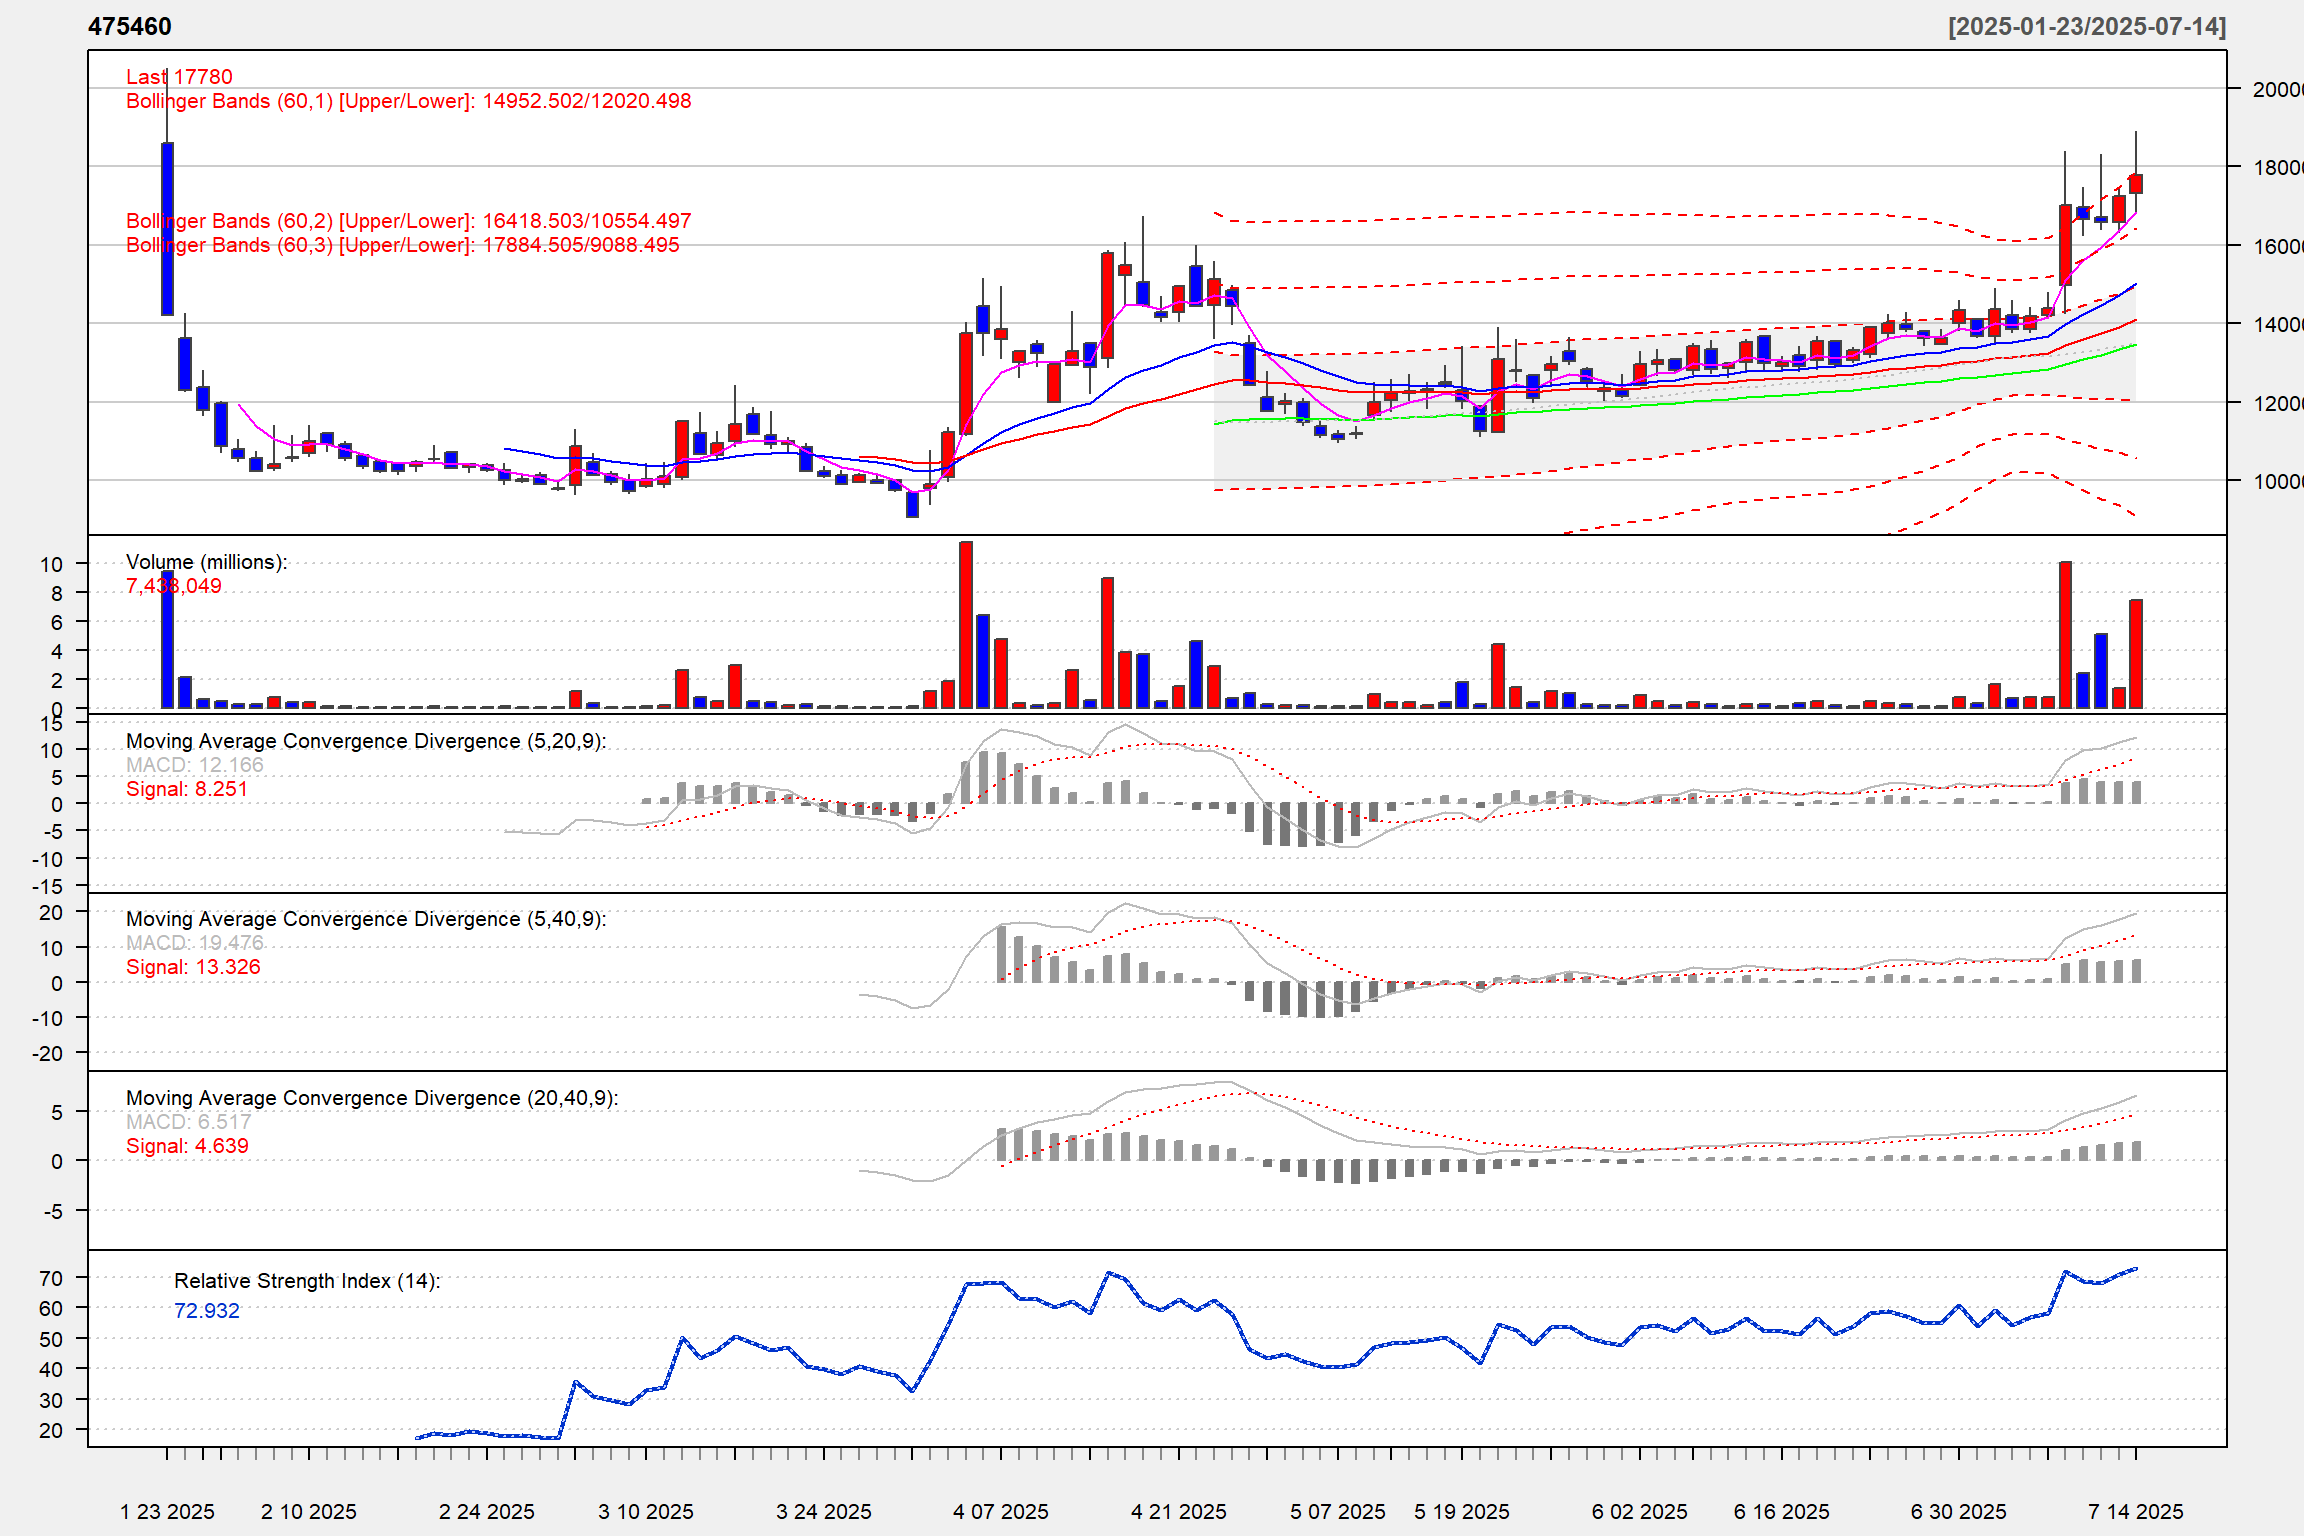 475460
[2025-01-23/2025-07-14]
Last 17780
Bollinger Bands (60,1) [Upper/Lower]: 14952.502/12020.498
Bollinger Bands (60,2) [Upper/Lower]: 16418.503/10554.497
Bollinger Bands (60,3) [Upper/Lower]: 17884.505/9088.495
20000
18000
16000
14000
12000
10000
Volume (millions):
7,438,049
10
8
6
4
2
0
Moving Average Convergence Divergence (5,20,9):
MACD: 12.166
Signal: 8.251
15
10
5
0
-5
-10
-15
Moving Average Convergence Divergence (5,40,9):
MACD: 19.476
Signal: 13.326
20
10
0
-10
-20
Moving Average Convergence Divergence (20,40,9):
MACD: 6.517
Signal: 4.639
5
0
-5
Relative Strength Index (14):
72.932
70
60
50
40
30
20
1 23 2025
2 10 2025
2 24 2025
3 10 2025
3 24 2025
4 07 2025
4 21 2025
5 07 2025
5 19 2025
6 02 2025
6 16 2025
6 30 2025
7 14 2025